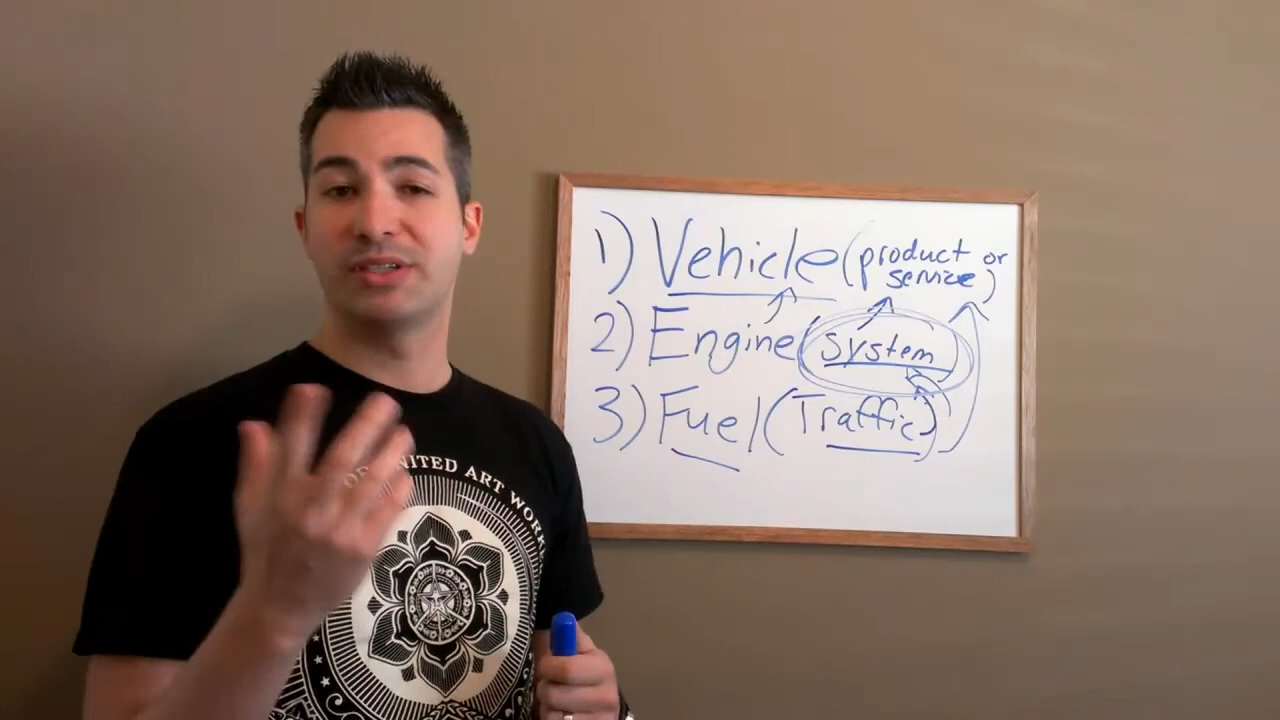 1) Vehicle (product or
service)
2) Engine (system
3) Fuel (Traffic)
UNITED ART WORK